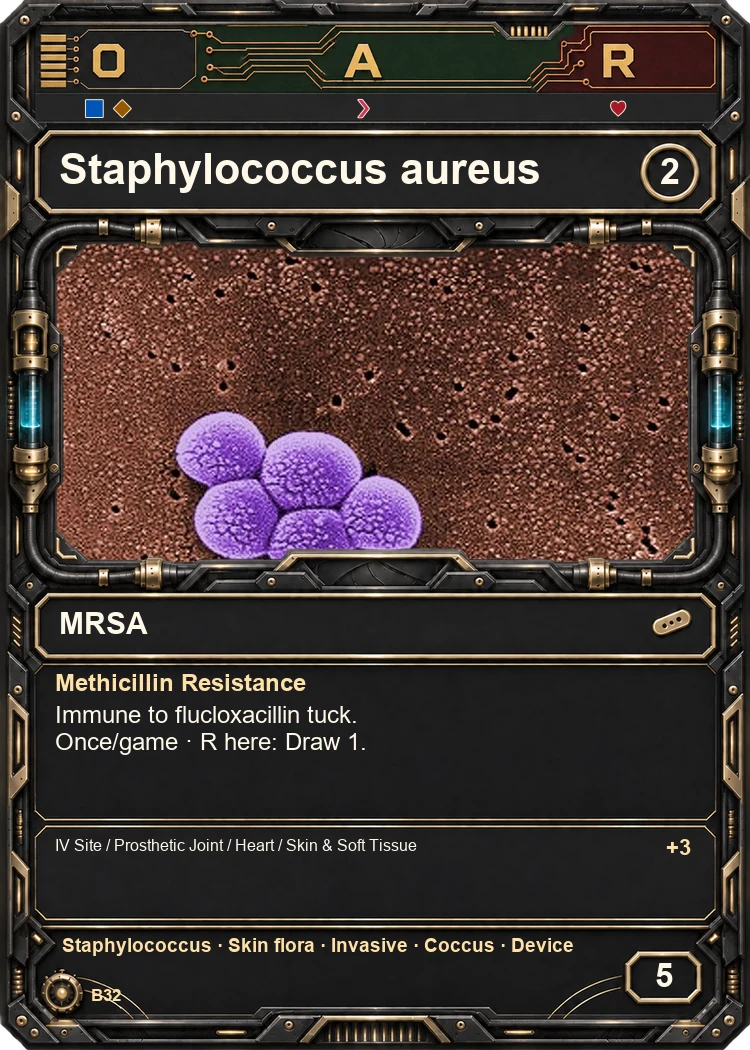 O A R
Staphylococcus aureus 2
MRSA
Methicillin Resistance
Immune to flucloxacillin tuck.
Once/game · R here: Draw 1.
IV Site / Prosthetic Joint / Heart / Skin & Soft Tissue +3
Staphylococcus · Skin flora · Invasive · Coccus · Device
5
B32